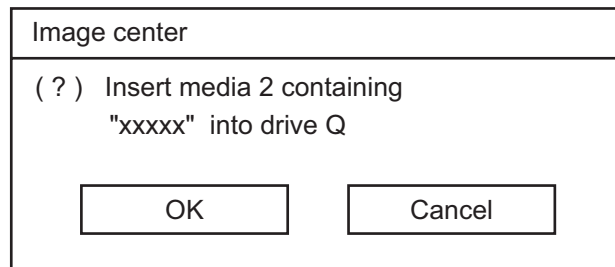 Image center
( ? ) Insert media 2 containing
"xxxxx" into drive Q
OK Cancel